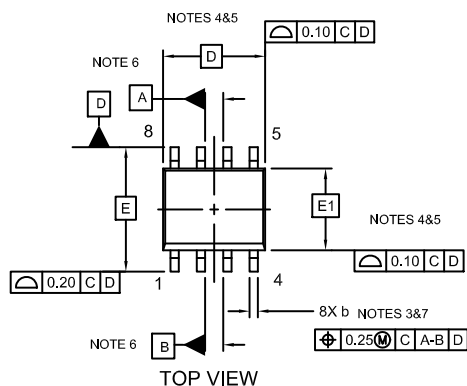 NOTES 4&5
⌓ 0.10 C D
D
NOTE 6
A
D
8
5
E
E1
NOTES 4&5
⌓ 0.10 C D
⌓ 0.20 C D
1
4
8X b NOTES 3&7
NOTE 6
B
⌖ 0.25Ⓜ C A-B D
TOP VIEW